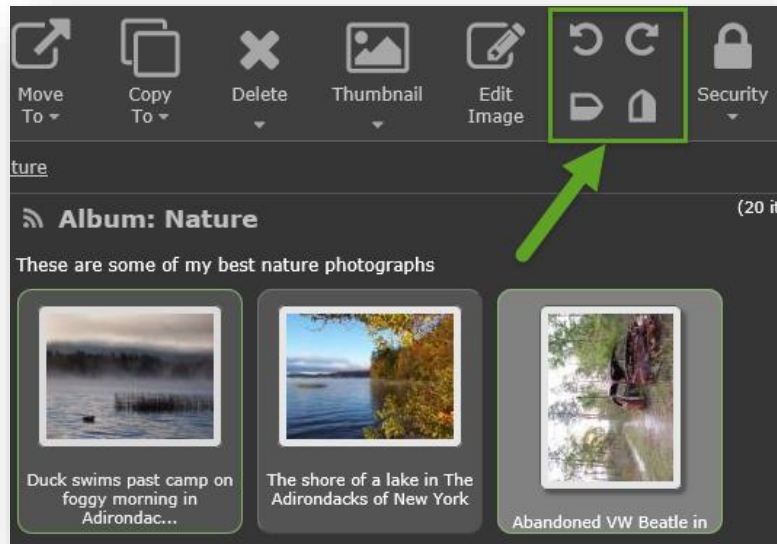 Move
To
Copy
To
Delete
Thumbnail
Edit
Image
Security
ture
Album: Nature
(20 it
These are some of my best nature photographs
Duck swims past camp on
foggy morning in
Adirondac...
The shore of a lake in The
Adirondacks of New York
Abandoned VW Beatle in